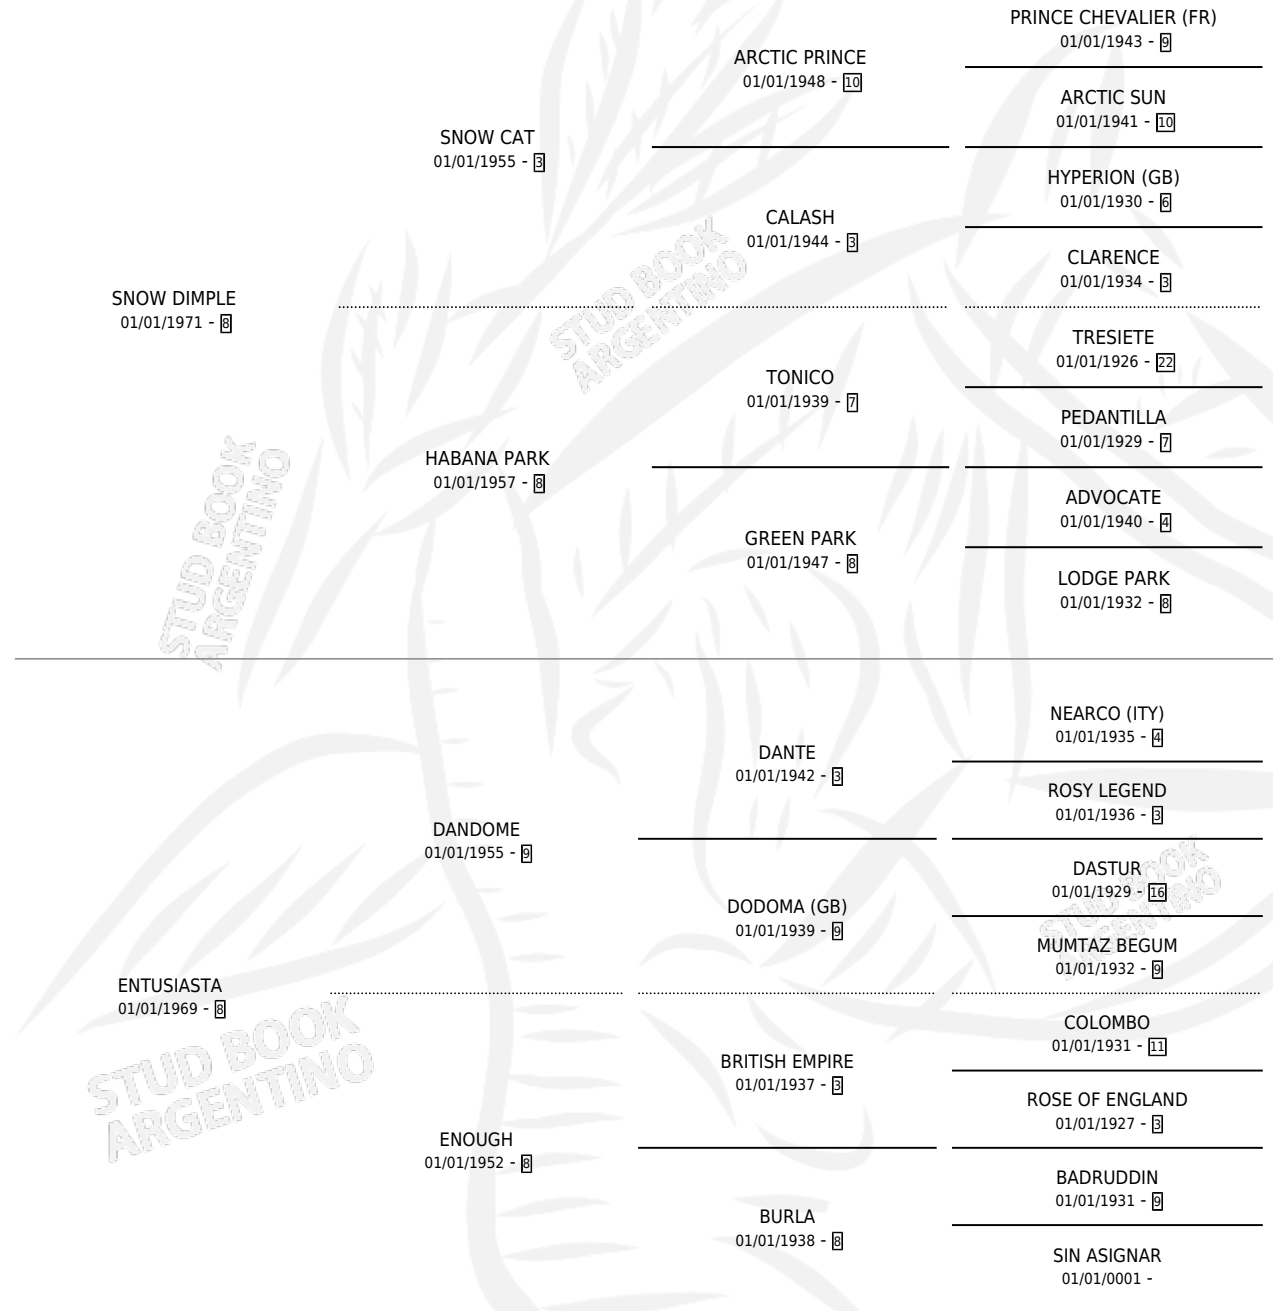 PRINCE CHEVALIER (FR)
01/01/1943 - 9
ARCTIC PRINCE
01/01/1948 - 10
ARCTIC SUN
01/01/1941 - 10
SNOW CAT
01/01/1955 - 3
HYPERION (GB)
01/01/1930 - 6
CALASH
01/01/1944 - 3
CLARENCE
01/01/1934 - 3
SNOW DIMPLE
01/01/1971 - 8
STUD BOOK
ARGENTINO
TRESIETE
01/01/1926 - 22
TONICO
01/01/1939 - 7
PEDANTILLA
01/01/1929 - 7
HABANA PARK
01/01/1957 - 8
ADVOCATE
01/01/1940 - 4
GREEN PARK
01/01/1947 - 8
LODGE PARK
01/01/1932 - 8
STUD BOOK
ARGENTINO
NEARCO (ITY)
01/01/1935 - 4
DANTE
01/01/1942 - 3
ROSY LEGEND
01/01/1936 - 3
DANDOME
01/01/1955 - 9
DASTUR
01/01/1929 - 16
DODOMA (GB)
01/01/1939 - 9
MUMTAZ BEGUM
01/01/1932 - 9
STUD BOOK
ARGENTINO
ENTUSIASTA
01/01/1969 - 8
COLOMBO
01/01/1931 - 11
BRITISH EMPIRE
01/01/1937 - 3
ROSE OF ENGLAND
01/01/1927 - 3
STUD BOOK
ARGENTINO
ENOUGH
01/01/1952 - 8
BADRUDDIN
01/01/1931 - 9
BURLA
01/01/1938 - 8
SIN ASIGNAR
01/01/0001 -